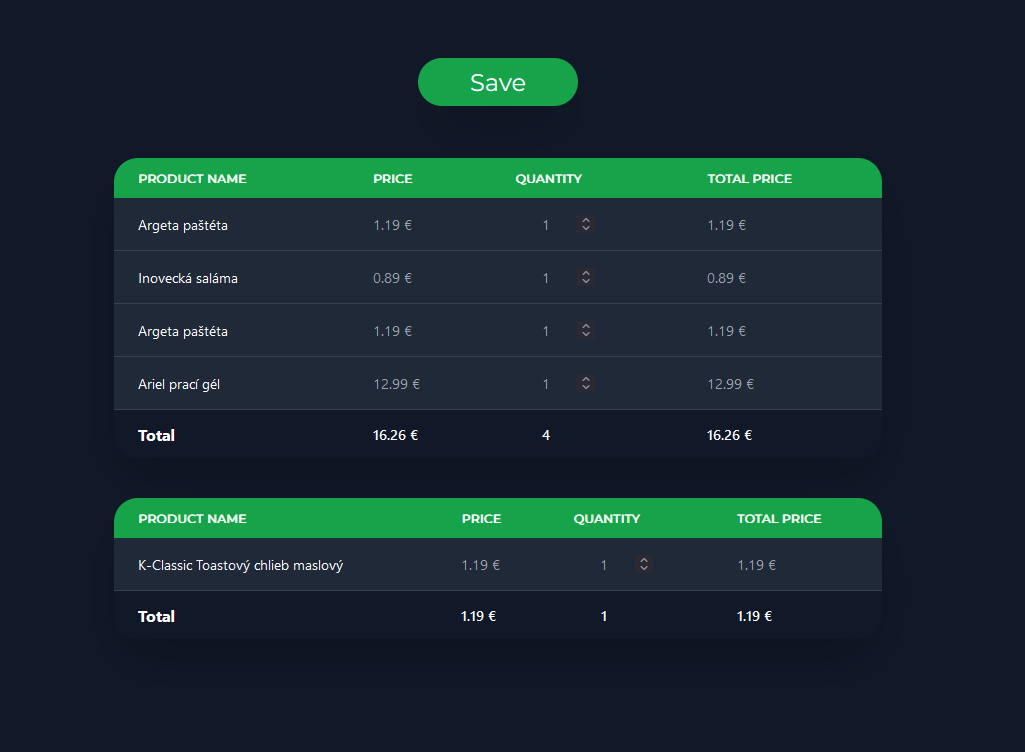 Save
PRODUCT NAME PRICE QUANTITY TOTAL PRICE
Argeta paštéta 1.19 € 1 1.19 €
Inovecká saláma 0.89 € 1 0.89 €
Argeta paštéta 1.19 € 1 1.19 €
Ariel prací gél 12.99 € 1 12.99 €
Total 16.26 € 4 16.26 €
PRODUCT NAME PRICE QUANTITY TOTAL PRICE
K-Classic Toastový chlieb maslový 1.19 € 1 1.19 €
Total 1.19 € 1 1.19 €